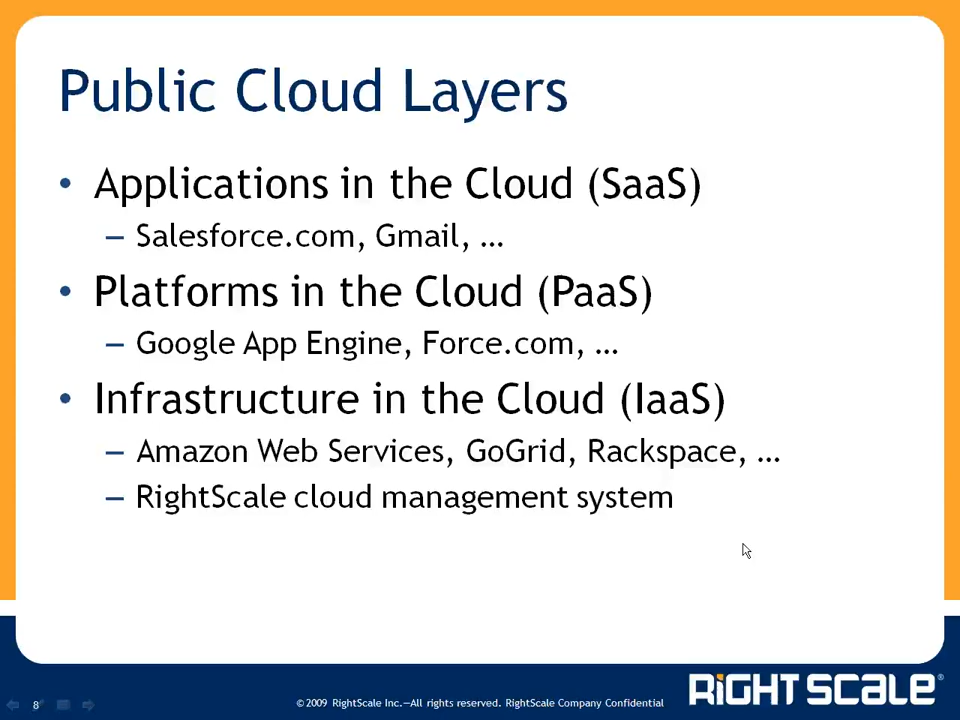 Public Cloud Layers
• Applications in the Cloud (SaaS)
– Salesforce.com, Gmail, …
• Platforms in the Cloud (PaaS)
– Google App Engine, Force.com, …
• Infrastructure in the Cloud (IaaS)
– Amazon Web Services, GoGrid, Rackspace, …
– RightScale cloud management system
8
©2009 RightScale Inc.—All rights reserved. RightScale Company Confidential
RIGHT SCALE®